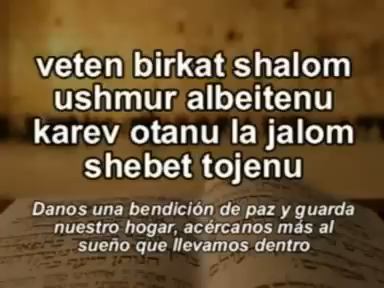 veten birkat shalom
ushmur albeitenu
karev otanu la jalom
shebet tojenu
Danos una bendición de paz y guarda
nuestro hogar, acércanos más al
sueño que llevamos dentro